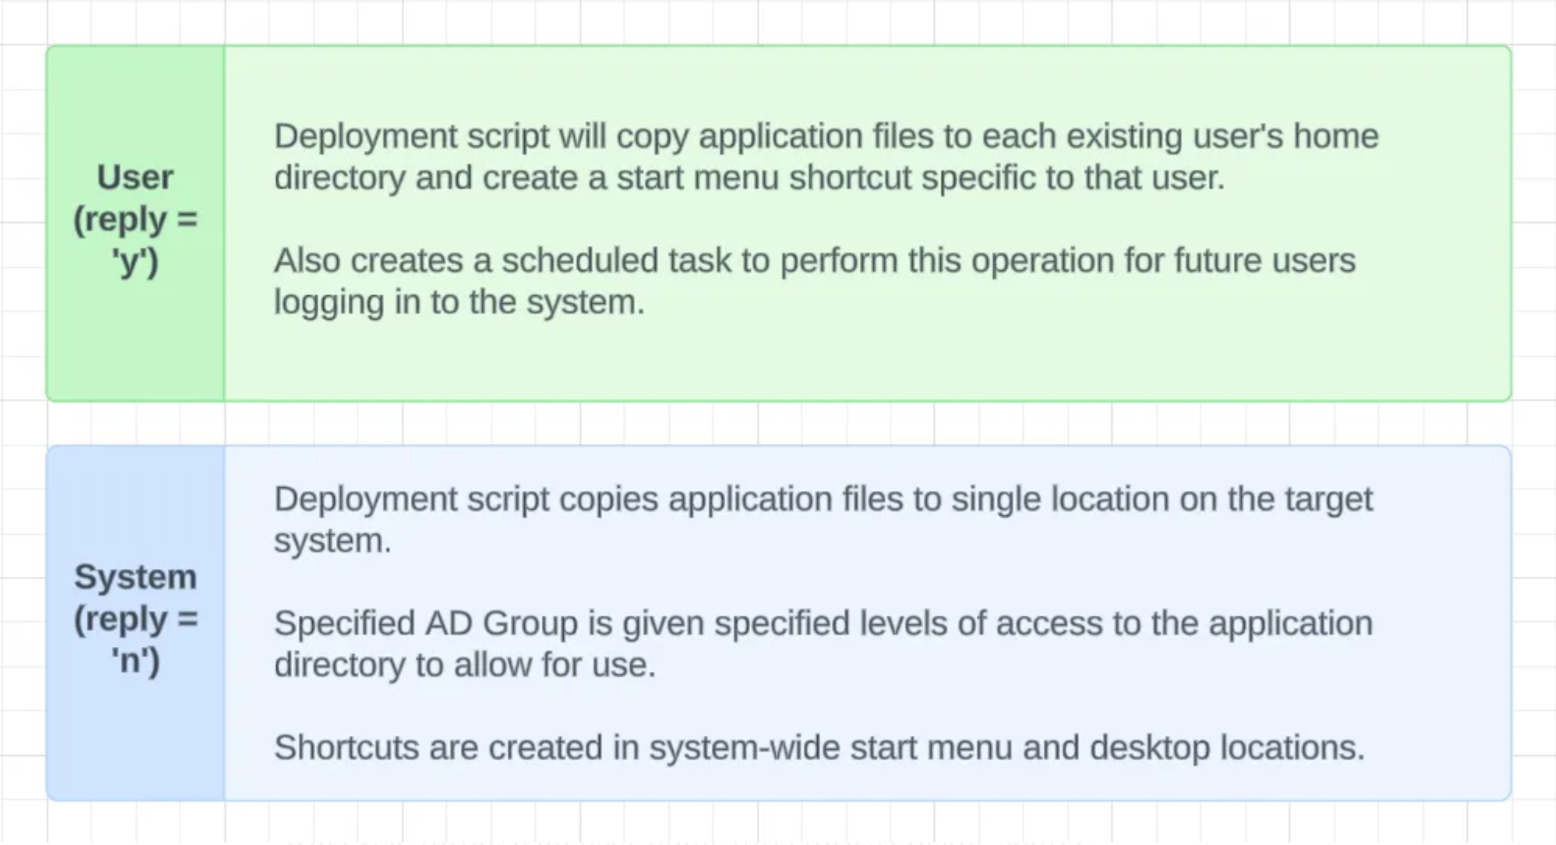 User
(reply =
'y')
Deployment script will copy application files to each existing user's home
directory and create a start menu shortcut specific to that user.
Also creates a scheduled task to perform this operation for future users
logging in to the system.
System
(reply =
'n')
Deployment script copies application files to single location on the target
system.
Specified AD Group is given specified levels of access to the application
directory to allow for use.
Shortcuts are created in system-wide start menu and desktop locations.